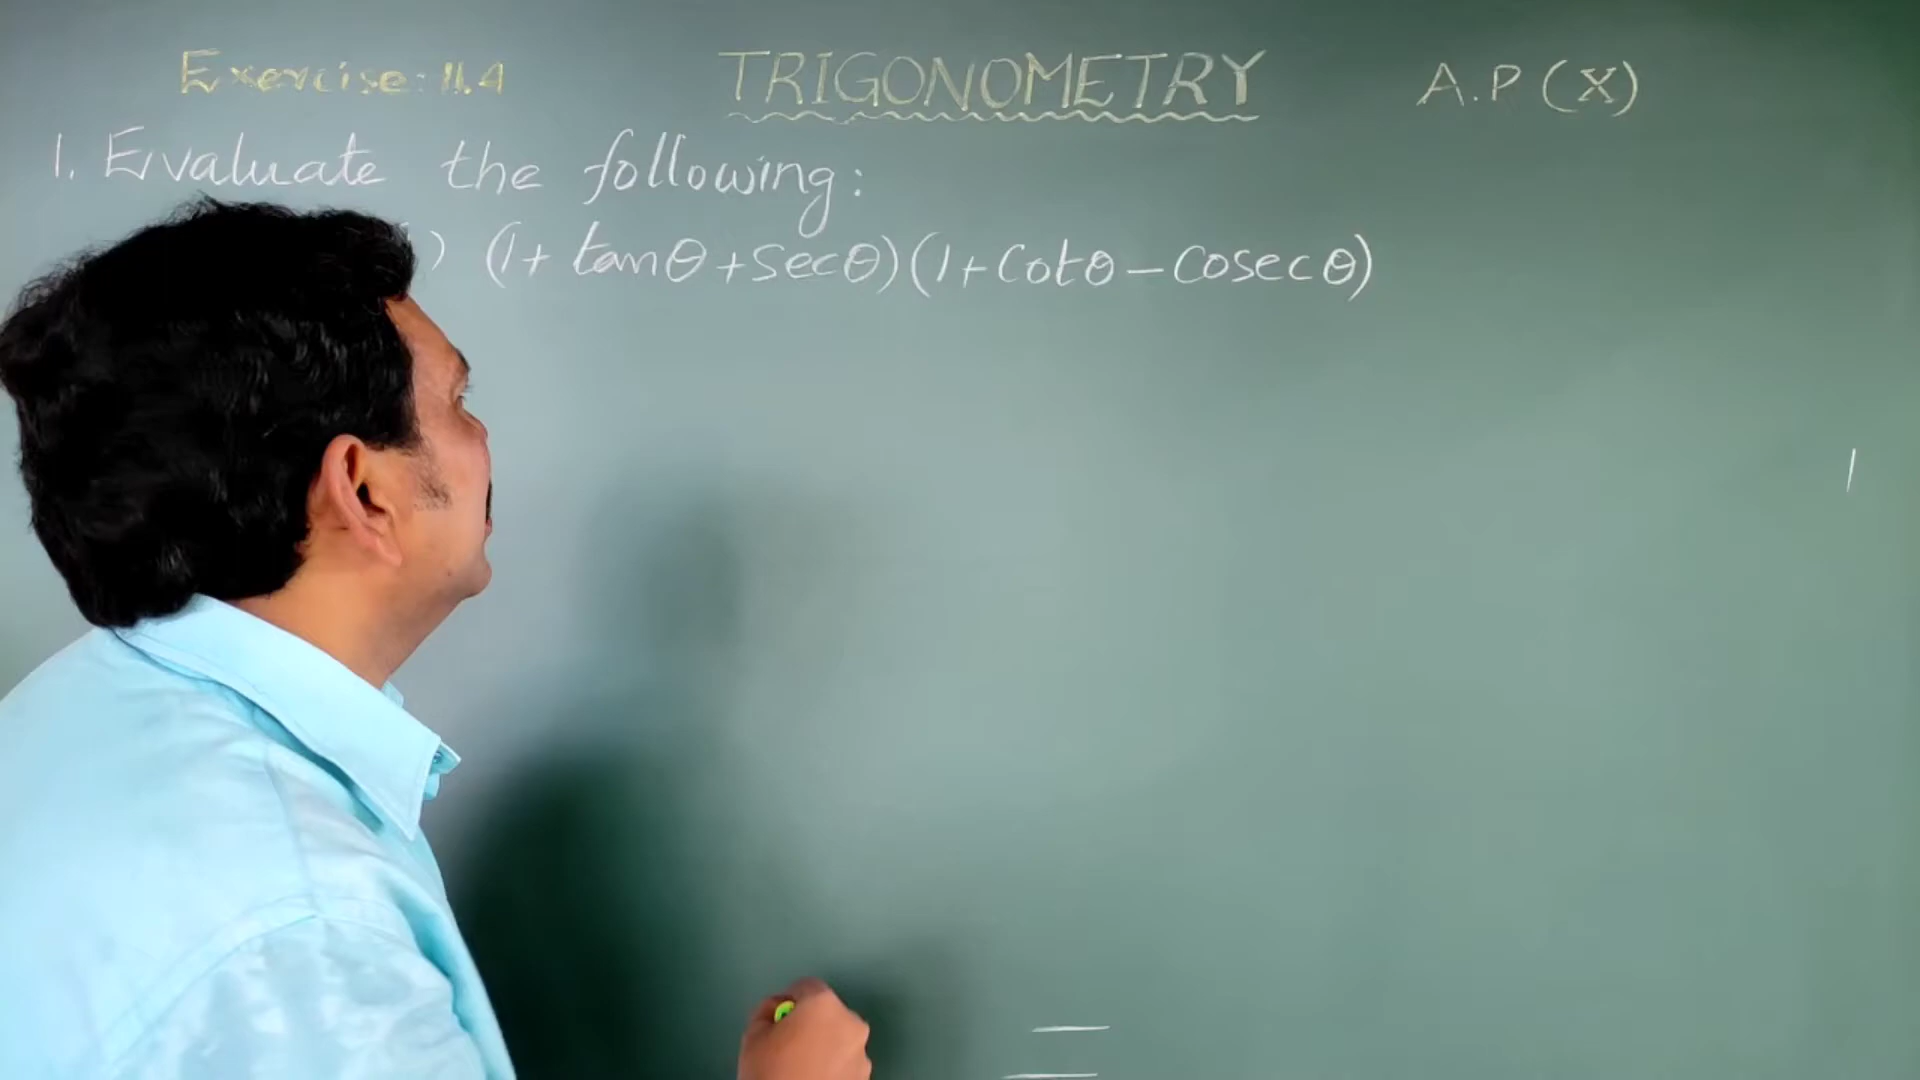 Exercise: 11.4 TRIGONOMETRY A.P (X)
1. Evaluate the following:
) (1+ tanθ+secθ)(1+cotθ-cosecθ)